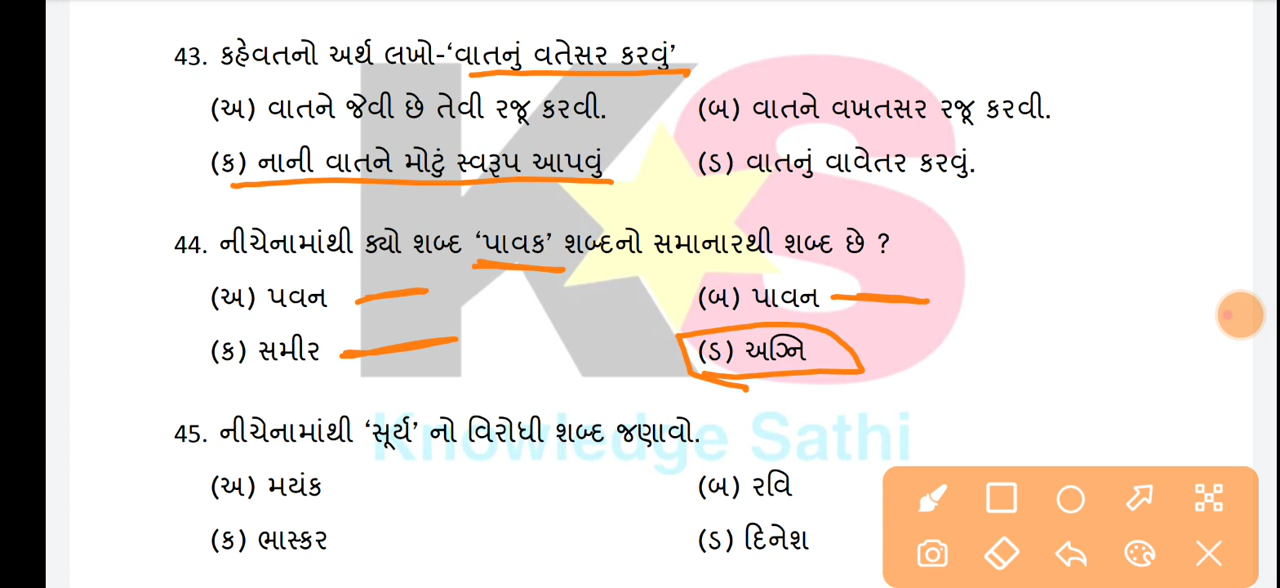 43. કહેવતનો અર્થ લખો-‘વાતનું વતેસર કરવું’
(અ) વાતને જેવી છે તેવી રજૂ કરવી. (બ) વાતને વખતસર રજૂ કરવી.
(ક) નાની વાતને મોટું સ્વરૂપ આપવું (ડ) વાતનું વાવેતર કરવું.
44. નીચેનામાંથી ક્યો શબ્દ ‘પાવક’ શબ્દનો સમાનારથી શબ્દ છે ?
(અ) પવન (બ) પાવન
(ક) સમીર (ડ) અગ્નિ
Knowledge Sathi
45. નીચેનામાંથી ‘સૂર્ય’ નો વિરોધી શબ્દ જણાવો.
(અ) મયંક (બ) રવિ
(ક) ભાસ્કર (ડ) દિનેશ
KS